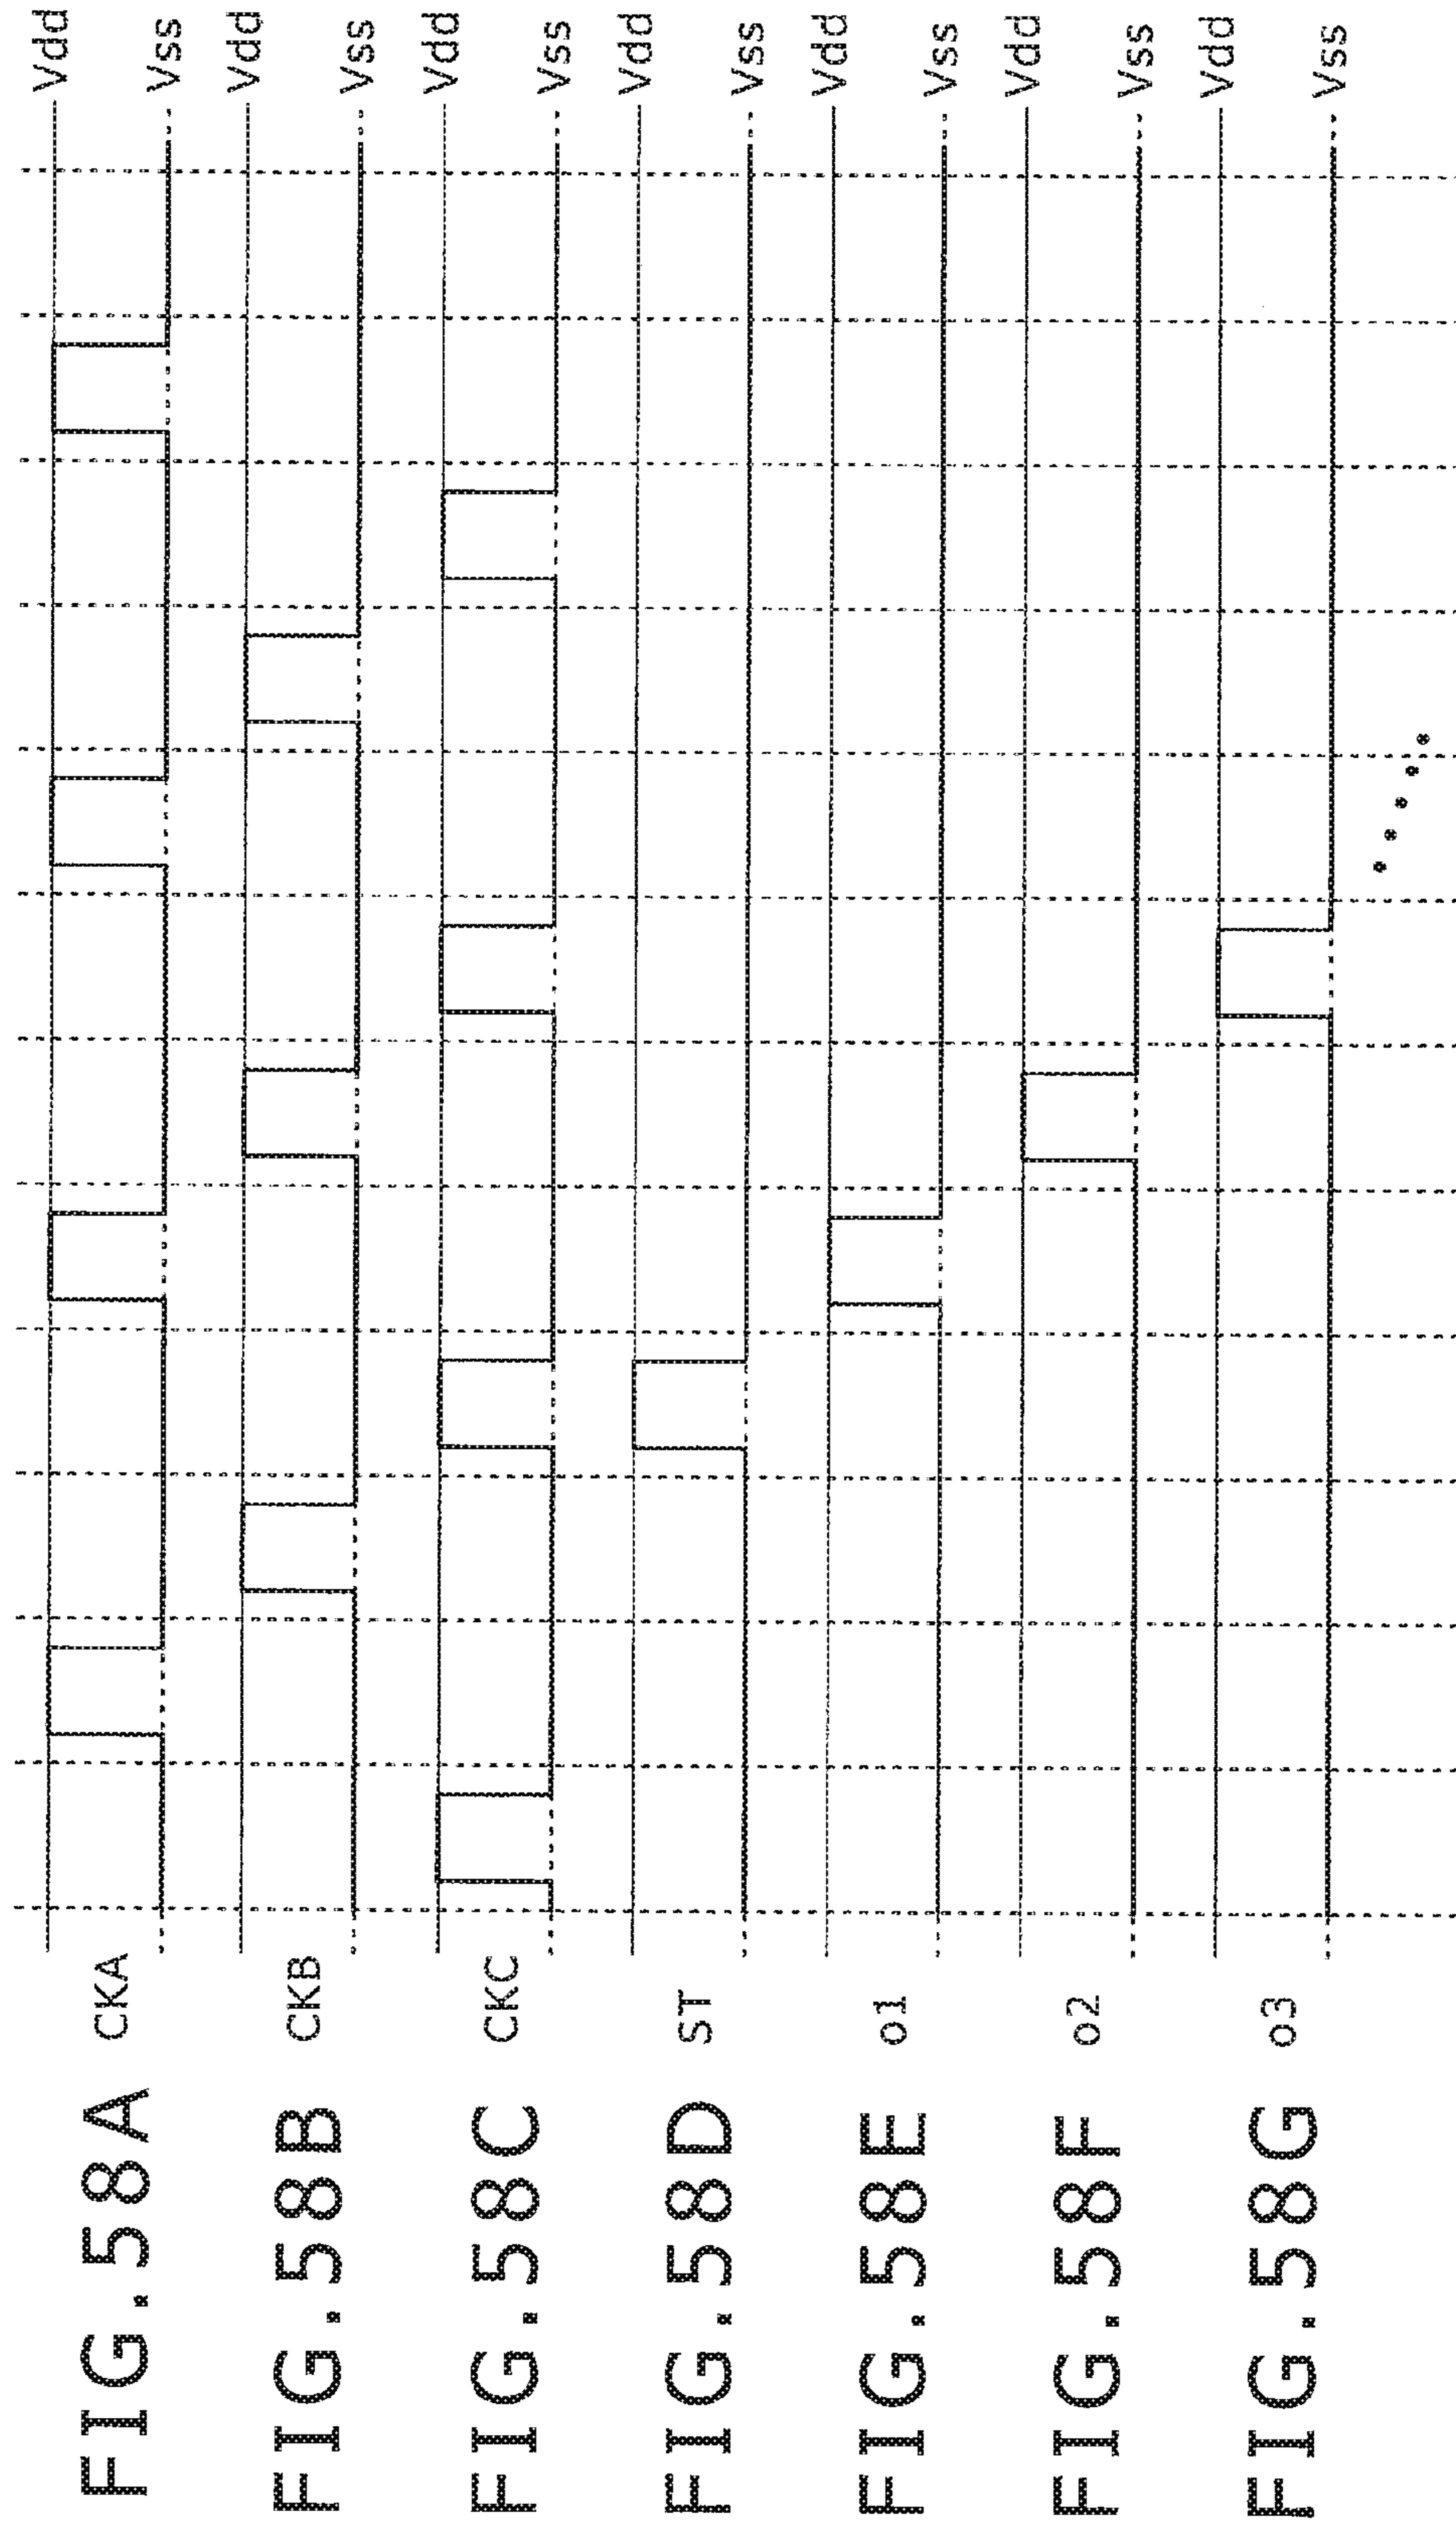 FIG.58A CKA Vdd Vss
FIG.58B CKB Vdd Vss
FIG.58C CKC Vdd Vss
FIG.58D ST Vdd Vss
FIG.58E o1 Vdd Vss
FIG.58F o2 Vdd Vss
FIG.58G o3 Vdd Vss